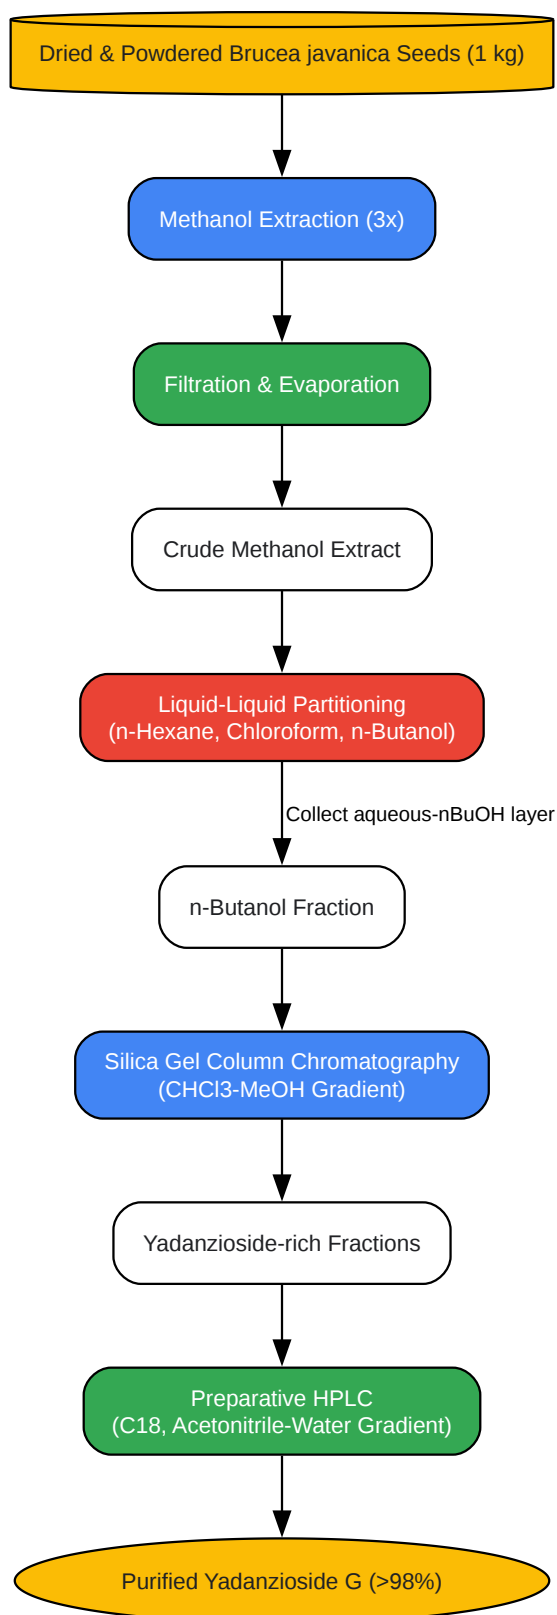 Dried & Powdered Brucea javanica Seeds (1 kg)
Methanol Extraction (3x)
Filtration & Evaporation
Crude Methanol Extract
Liquid-Liquid Partitioning
(n-Hexane, Chloroform, n-Butanol)
Collect aqueous-nBuOH layer
n-Butanol Fraction
Silica Gel Column Chromatography
(CHCl3-MeOH Gradient)
Yadanzioside-rich Fractions
Preparative HPLC
(C18, Acetonitrile-Water Gradient)
Purified Yadanzioside G (>98%)